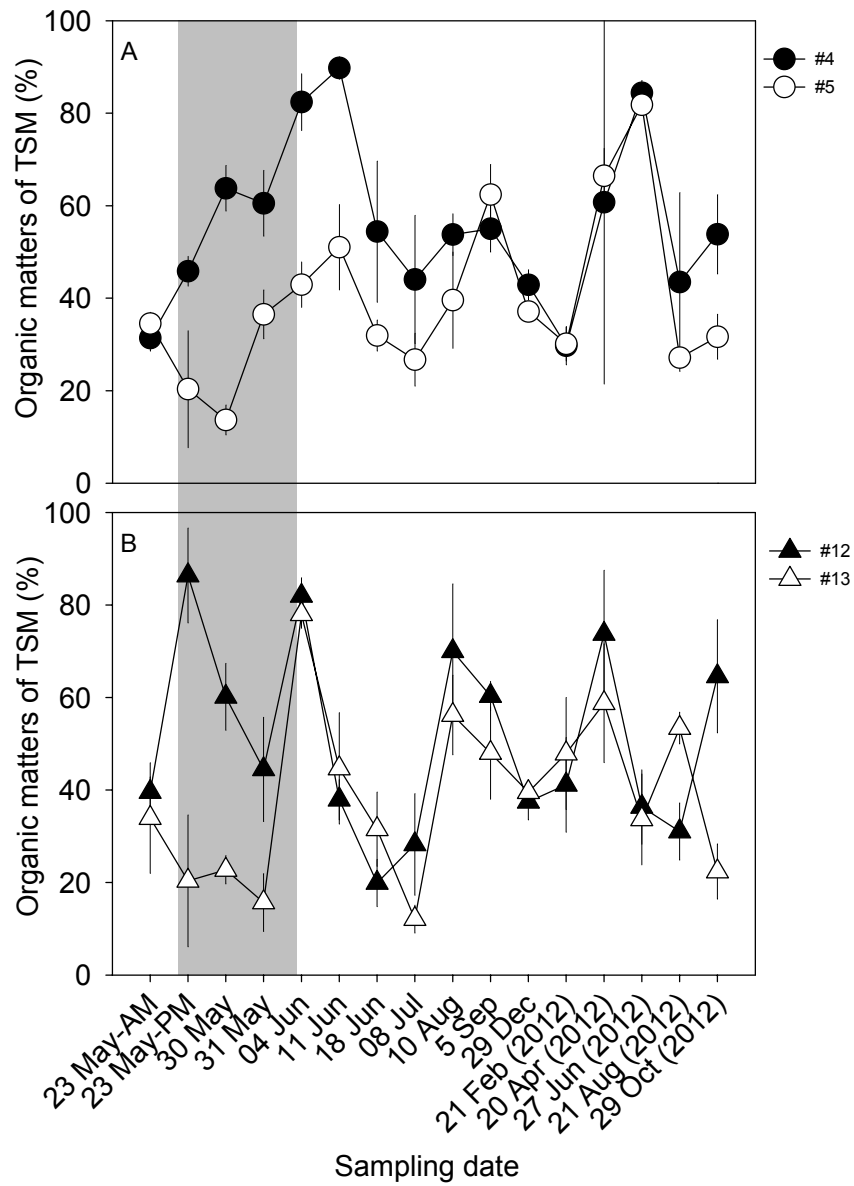 A
Organic matters of TSM (%)
100
80
60
40
20
0
#4
#5
B
Organic matters of TSM (%)
100
80
60
40
20
0
#12
#13
23 May-AM
23 May-PM
30 May
31 May
04 Jun
11 Jun
18 Jun
08 Jul
10 Aug
5 Sep
29 Dec
21 Feb (2012)
20 Apr (2012)
27 Jun (2012)
21 Aug (2012)
29 Oct (2012)
Sampling date